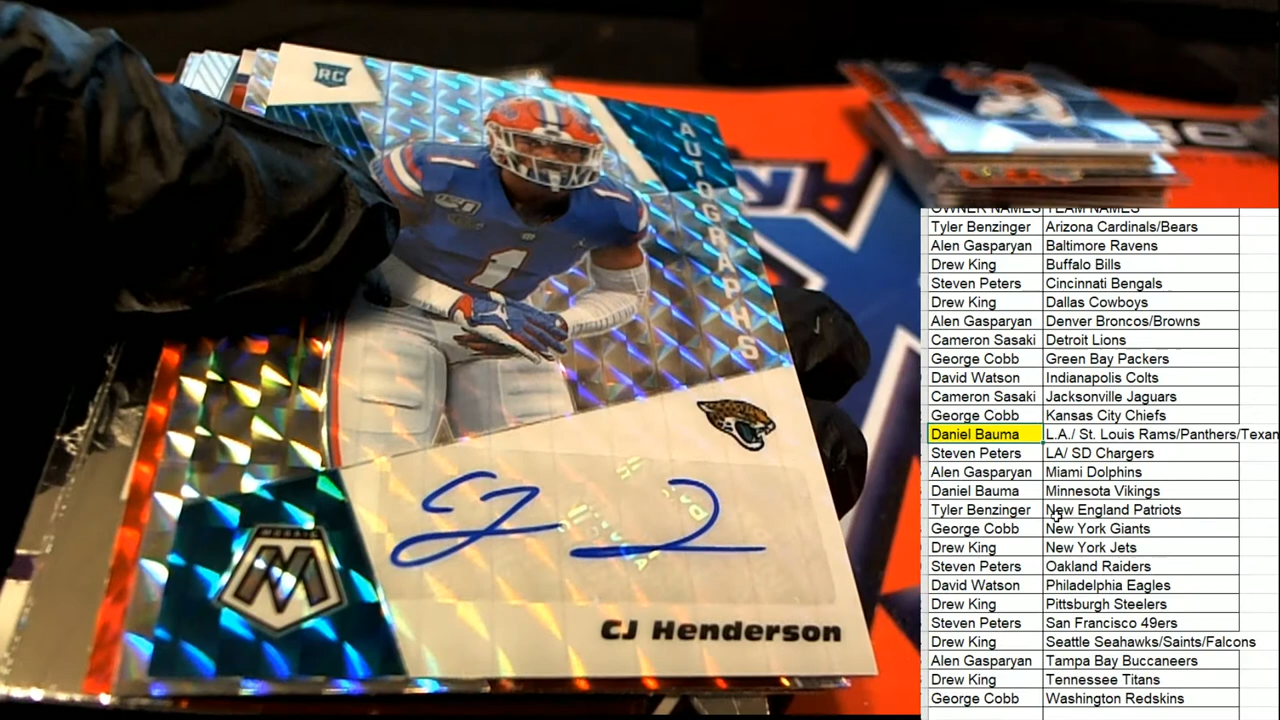 RC
AUTOGRAPHS
1
1
150
1
CJ
MOSAIC
M
CJ Henderson
OWNER NAMES TEAM NAMES
Tyler Benzinger Arizona Cardinals/Bears
Alen Gasparyan Baltimore Ravens
Drew King Buffalo Bills
Steven Peters Cincinnati Bengals
Drew King Dallas Cowboys
Alen Gasparyan Denver Broncos/Browns
Cameron Sasaki Detroit Lions
George Cobb Green Bay Packers
David Watson Indianapolis Colts
Cameron Sasaki Jacksonville Jaguars
George Cobb Kansas City Chiefs
Daniel Bauma L.A./ St. Louis Rams/Panthers/Texan
Steven Peters LA/ SD Chargers
Alen Gasparyan Miami Dolphins
Daniel Bauma Minnesota Vikings
Tyler Benzinger New England Patriots
George Cobb New York Giants
Drew King New York Jets
Steven Peters Oakland Raiders
David Watson Philadelphia Eagles
Drew King Pittsburgh Steelers
Steven Peters San Francisco 49ers
Drew King Seattle Seahawks/Saints/Falcons
Alen Gasparyan Tampa Bay Buccaneers
Drew King Tennessee Titans
George Cobb Washington Redskins